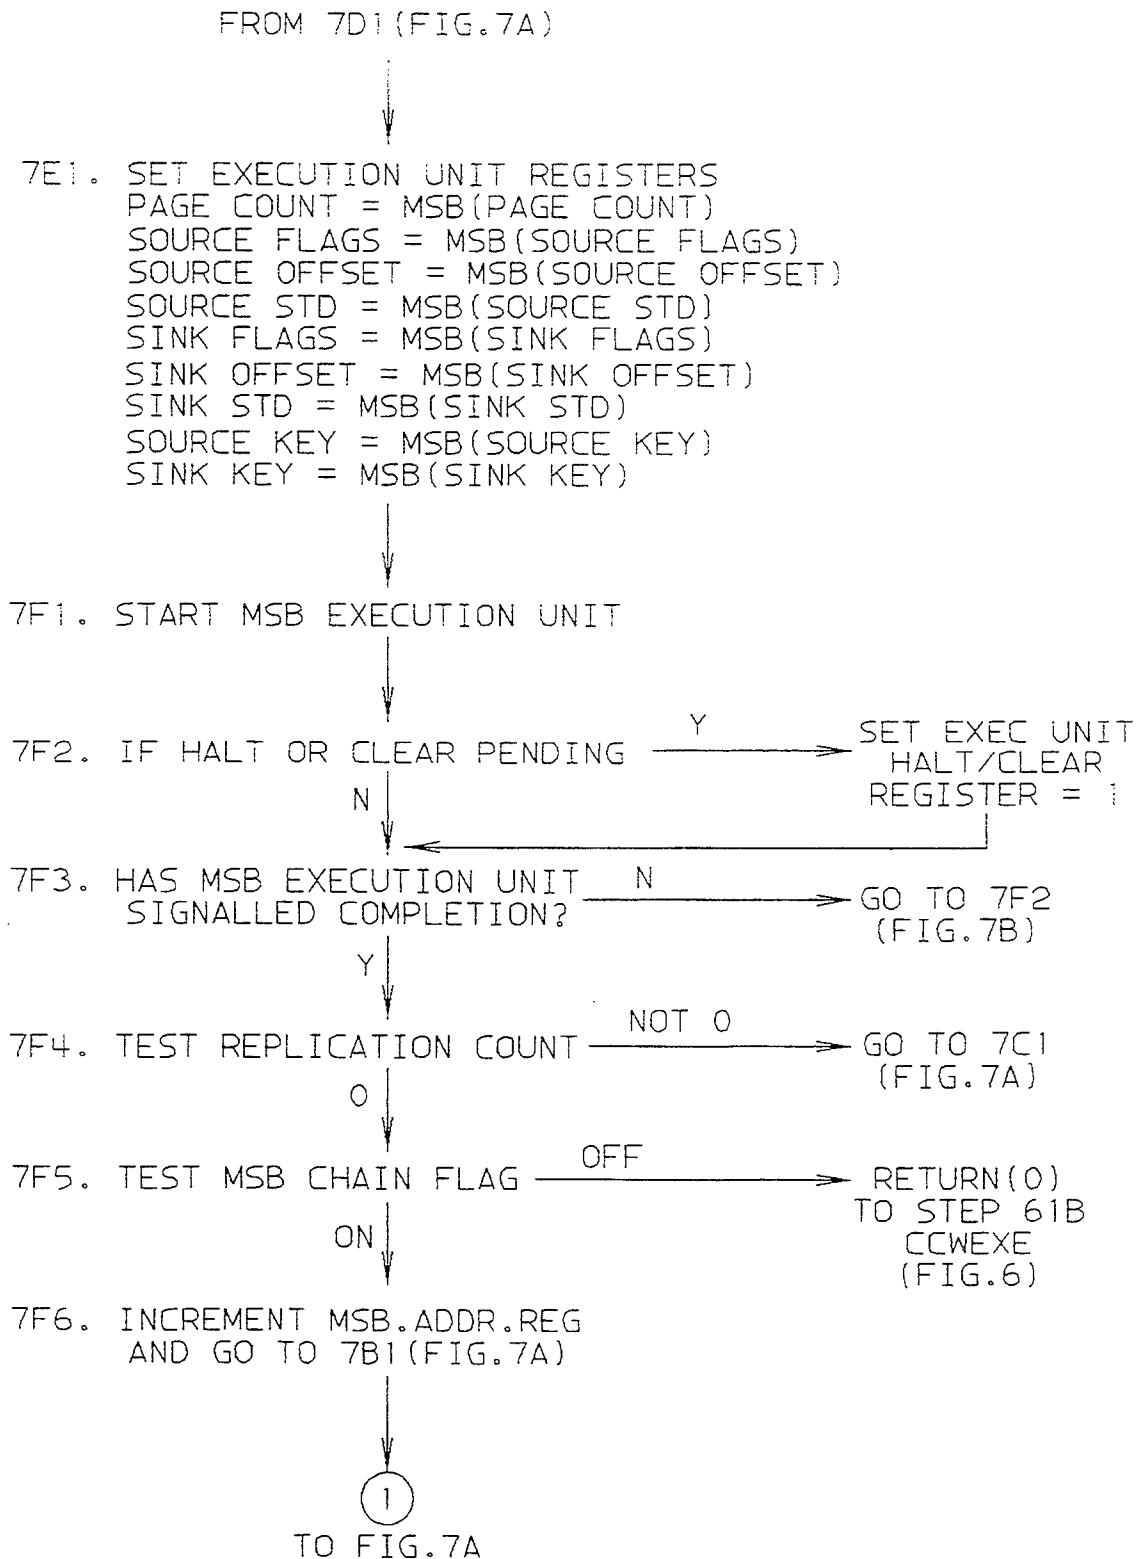 FROM 7D1(FIG.7A)
7E1. SET EXECUTION UNIT REGISTERS
PAGE COUNT = MSB(PAGE COUNT)
SOURCE FLAGS = MSB(SOURCE FLAGS)
SOURCE OFFSET = MSB(SOURCE OFFSET)
SOURCE STD = MSB(SOURCE STD)
SINK FLAGS = MSB(SINK FLAGS)
SINK OFFSET = MSB(SINK OFFSET)
SINK STD = MSB(SINK STD)
SOURCE KEY = MSB(SOURCE KEY)
SINK KEY = MSB(SINK KEY)
7F1. START MSB EXECUTION UNIT
7F2. IF HALT OR CLEAR PENDING
Y
SET EXEC UNIT
HALT/CLEAR
REGISTER = 1
N
7F3. HAS MSB EXECUTION UNIT
SIGNALLED COMPLETION?
N
GO TO 7F2
(FIG.7B)
Y
7F4. TEST REPLICATION COUNT
NOT 0
GO TO 7C1
(FIG.7A)
0
7F5. TEST MSB CHAIN FLAG
OFF
RETURN(0)
TO STEP 61B
CCWEXE
(FIG.6)
ON
7F6. INCREMENT MSB.ADDR.REG
AND GO TO 7B1(FIG.7A)
1
TO FIG.7A